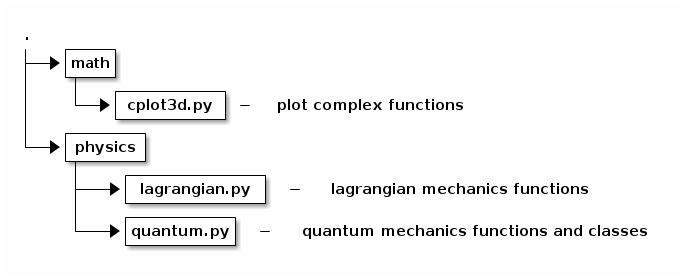 .
math
cplot3d.py – plot complex functions
physics
lagrangian.py – lagrangian mechanics functions
quantum.py – quantum mechanics functions and classes